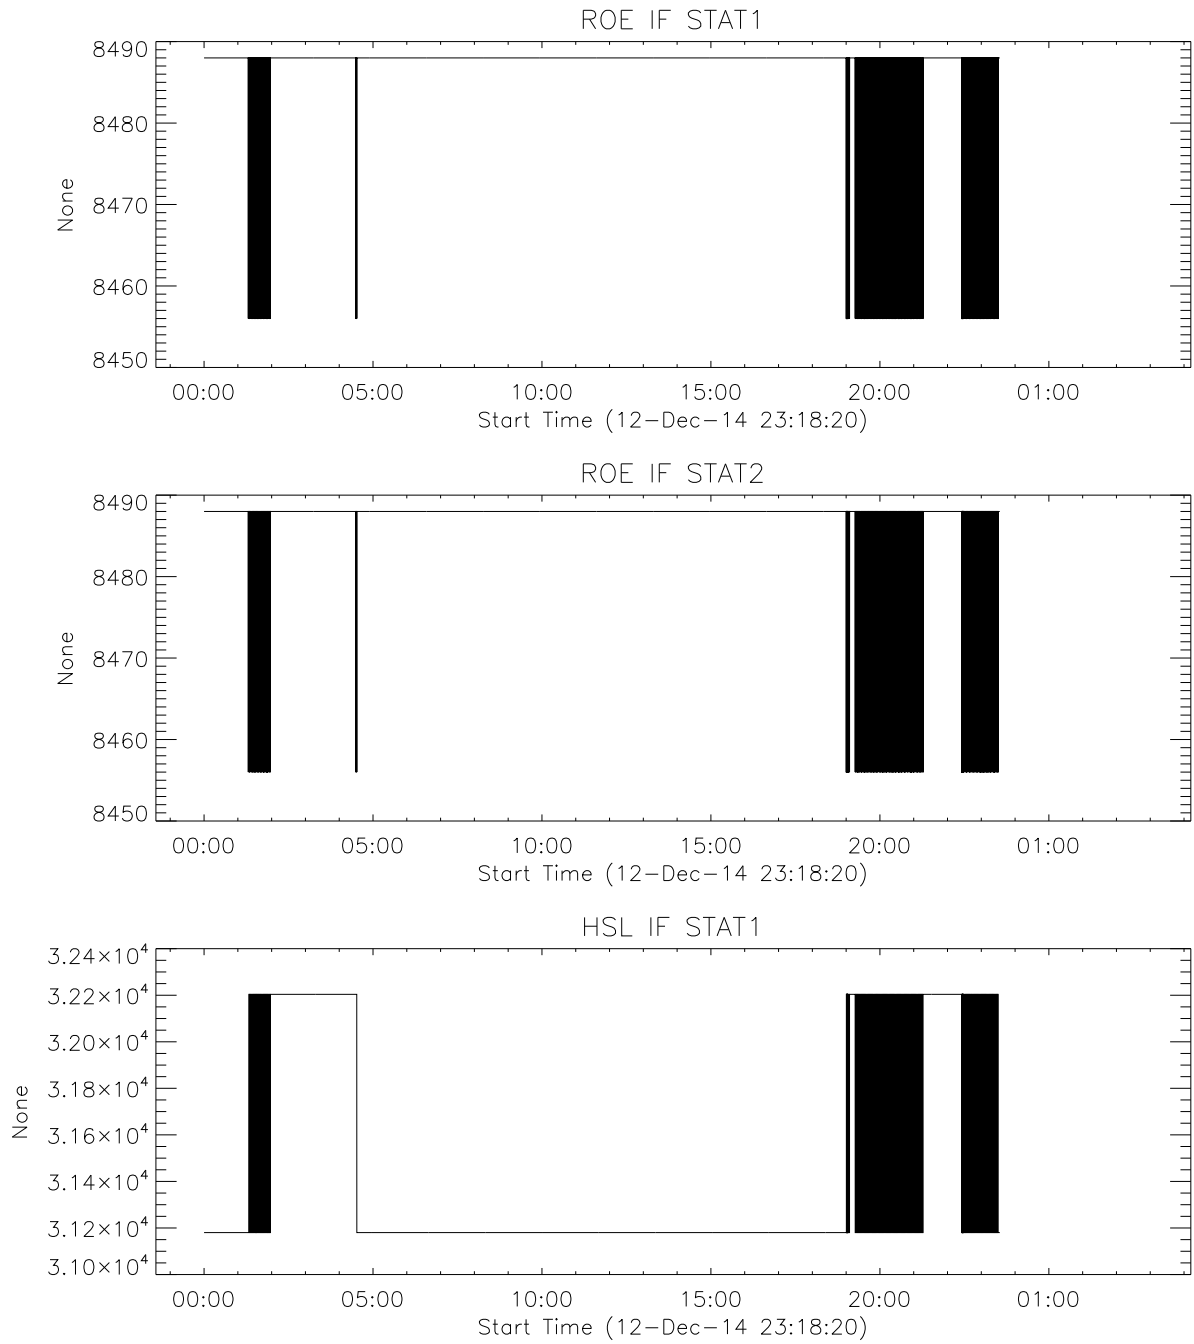 ROE IF STAT1
8490
8480
8470
8460
8450
None
00:00 05:00 10:00 15:00 20:00 01:00
Start Time (12-Dec-14 23:18:20)
ROE IF STAT2
8490
8480
8470
8460
8450
None
00:00 05:00 10:00 15:00 20:00 01:00
Start Time (12-Dec-14 23:18:20)
HSL IF STAT1
3.24×10⁴
3.22×10⁴
3.20×10⁴
3.18×10⁴
3.16×10⁴
3.14×10⁴
3.12×10⁴
3.10×10⁴
None
00:00 05:00 10:00 15:00 20:00 01:00
Start Time (12-Dec-14 23:18:20)